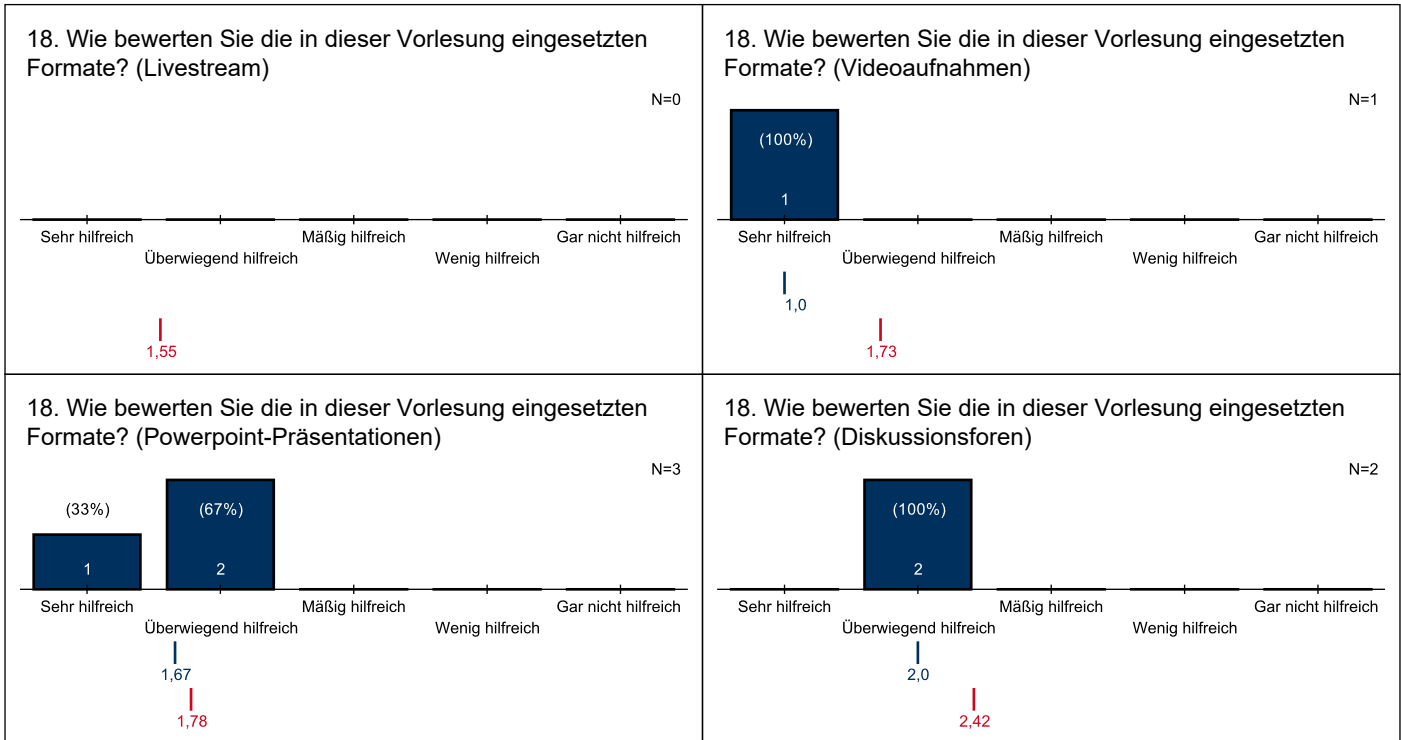 18. Wie bewerten Sie die in dieser Vorlesung eingesetzten
Formate? (Livestream)
N=0
Sehr hilfreich
Überwiegend hilfreich
Mäßig hilfreich
Wenig hilfreich
Gar nicht hilfreich
1,55
18. Wie bewerten Sie die in dieser Vorlesung eingesetzten
Formate? (Videoaufnahmen)
N=1
(100%)
1
Sehr hilfreich
Überwiegend hilfreich
Mäßig hilfreich
Wenig hilfreich
Gar nicht hilfreich
1,0
1,73
18. Wie bewerten Sie die in dieser Vorlesung eingesetzten
Formate? (Powerpoint-Präsentationen)
N=3
(33%)
(67%)
1
2
Sehr hilfreich
Überwiegend hilfreich
Mäßig hilfreich
Wenig hilfreich
Gar nicht hilfreich
1,67
1,78
18. Wie bewerten Sie die in dieser Vorlesung eingesetzten
Formate? (Diskussionsforen)
N=2
(100%)
2
Sehr hilfreich
Überwiegend hilfreich
Mäßig hilfreich
Wenig hilfreich
Gar nicht hilfreich
2,0
2,42